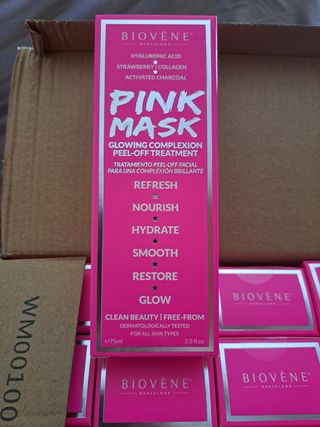 BIOVÈNE®
BARCELONA
HYALURONIC ACID
STRAWBERRY | COLLAGEN
ACTIVATED CHARCOAL
PINK
MASK
GLOWING COMPLEXION
PEEL-OFF TREATMENT
TRATAMIENTO PEEL-OFF FACIAL
PARA UNA COMPLEXIÓN BRILLANTE
REFRESH
NOURISH
HYDRATE
SMOOTH
RESTORE
GLOW
CLEAN BEAUTY | FREE-FROM
DERMATOLOGICALLY TESTED
FOR ALL SKIN TYPES
e75ml 2.5 fl.oz
WM00100
BIOVÈNE®
BARCELONA
BIOVÈNE®
BARCELONA
BIOVÈNE®
BARCELONA